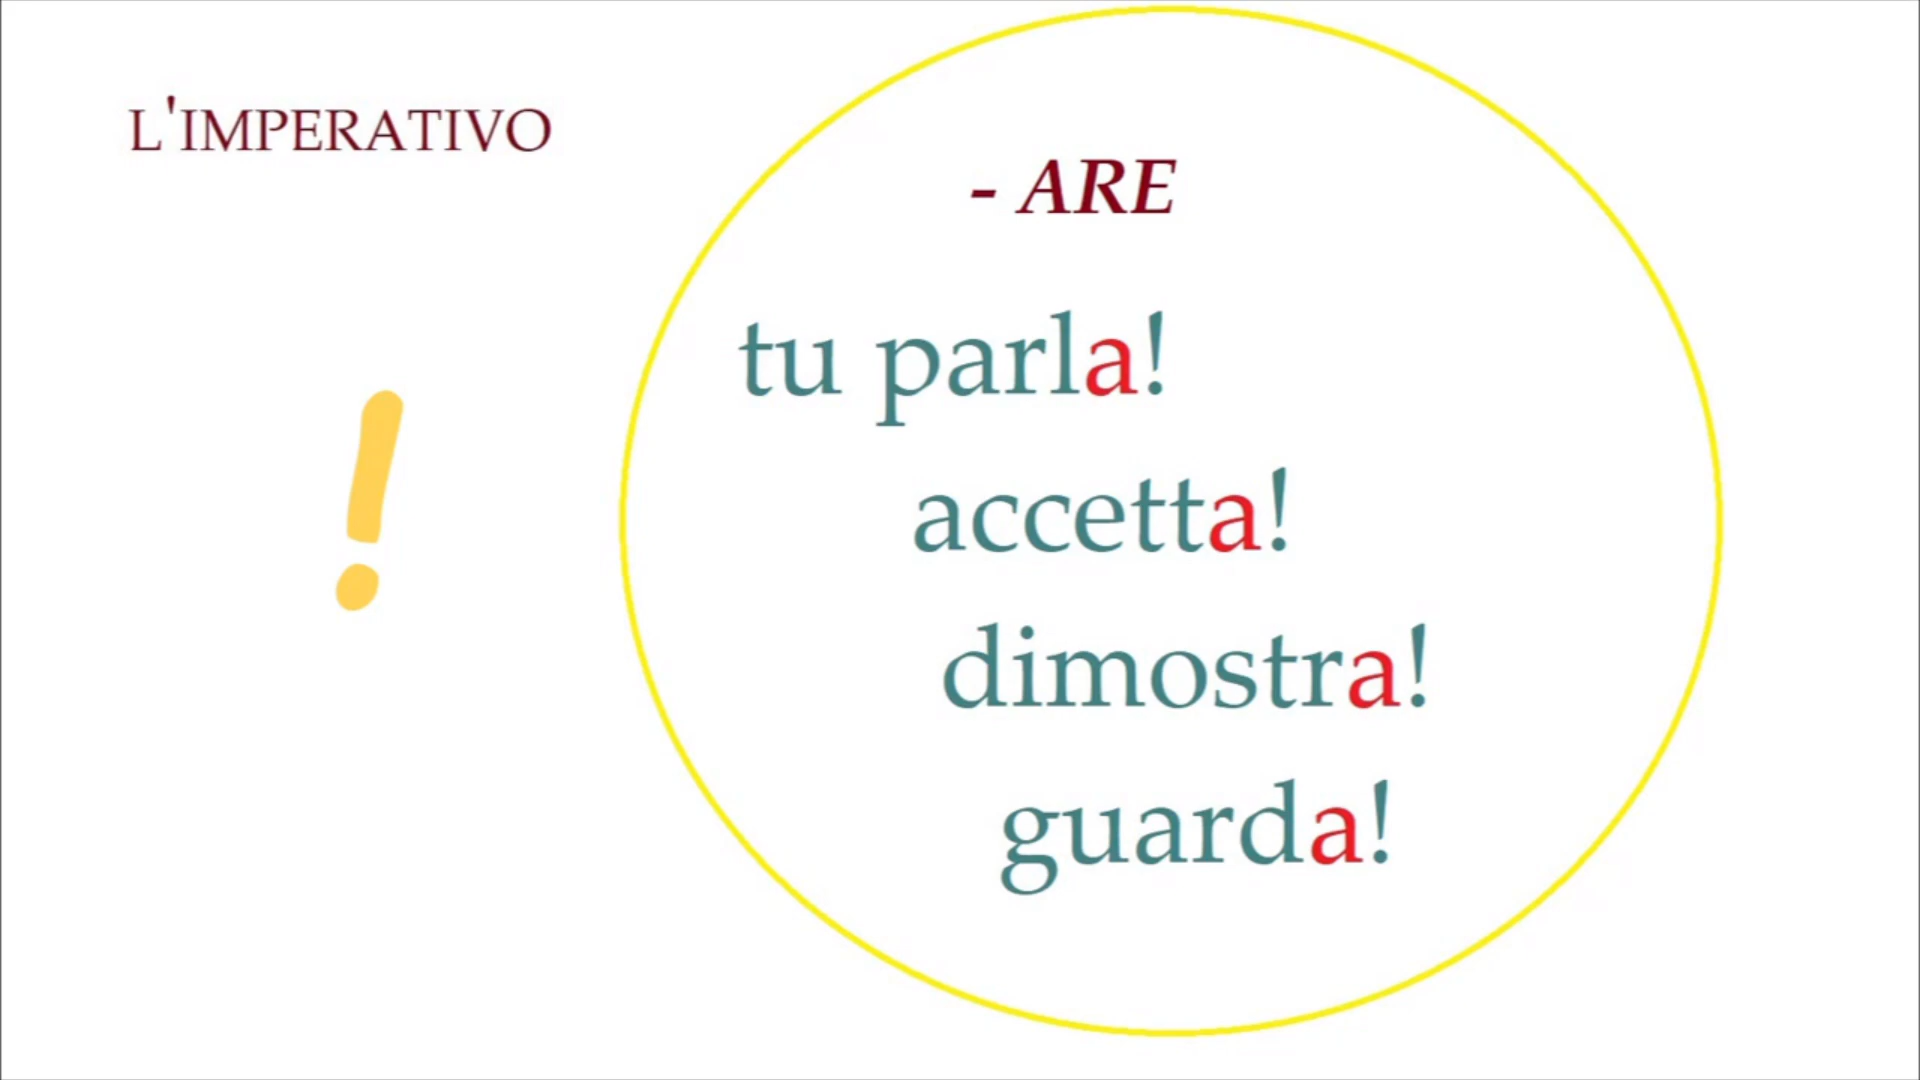 L'IMPERATIVO
- ARE
tu parla!
accetta!
dimostra!
guarda!